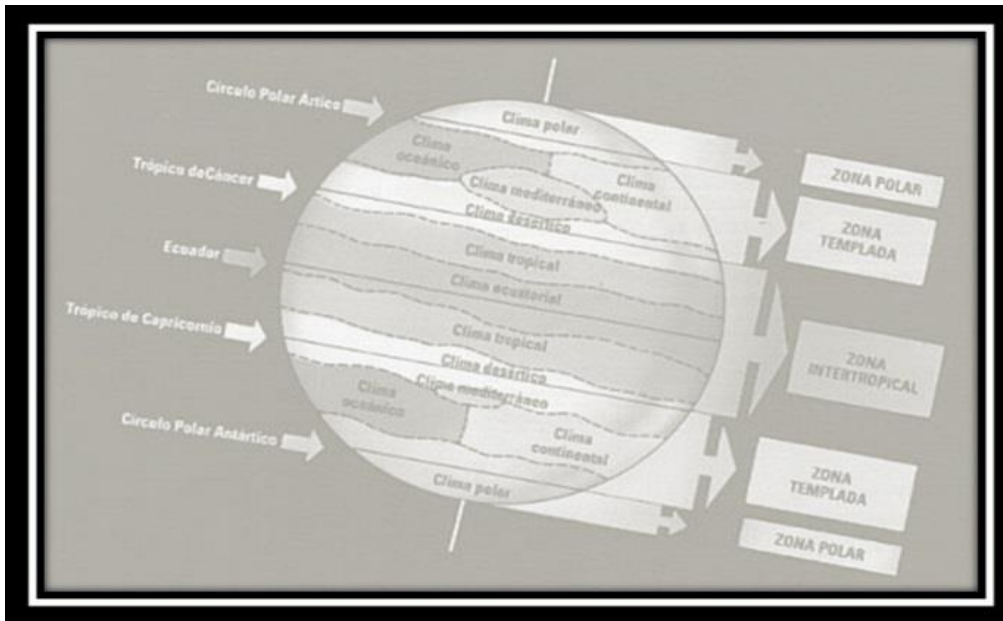 Círculo Polar Ártico
Trópico deCáncer
Ecuador
Trópico de Capricornio
Círcelo Polar Antártico
Clima polar
Clima
oceánico
Clima
continental
Clima mediterráneo
Clima desértico
Clima tropical
Clima ecuatorial
Clima tropical
Clima desértico
Clima mediterráneo
Clima
oceánico
Clima
continental
Clima polar
ZONA POLAR
ZONA
TEMPLADA
ZONA
INTERTROPICAL
ZONA
TEMPLADA
ZONA POLAR